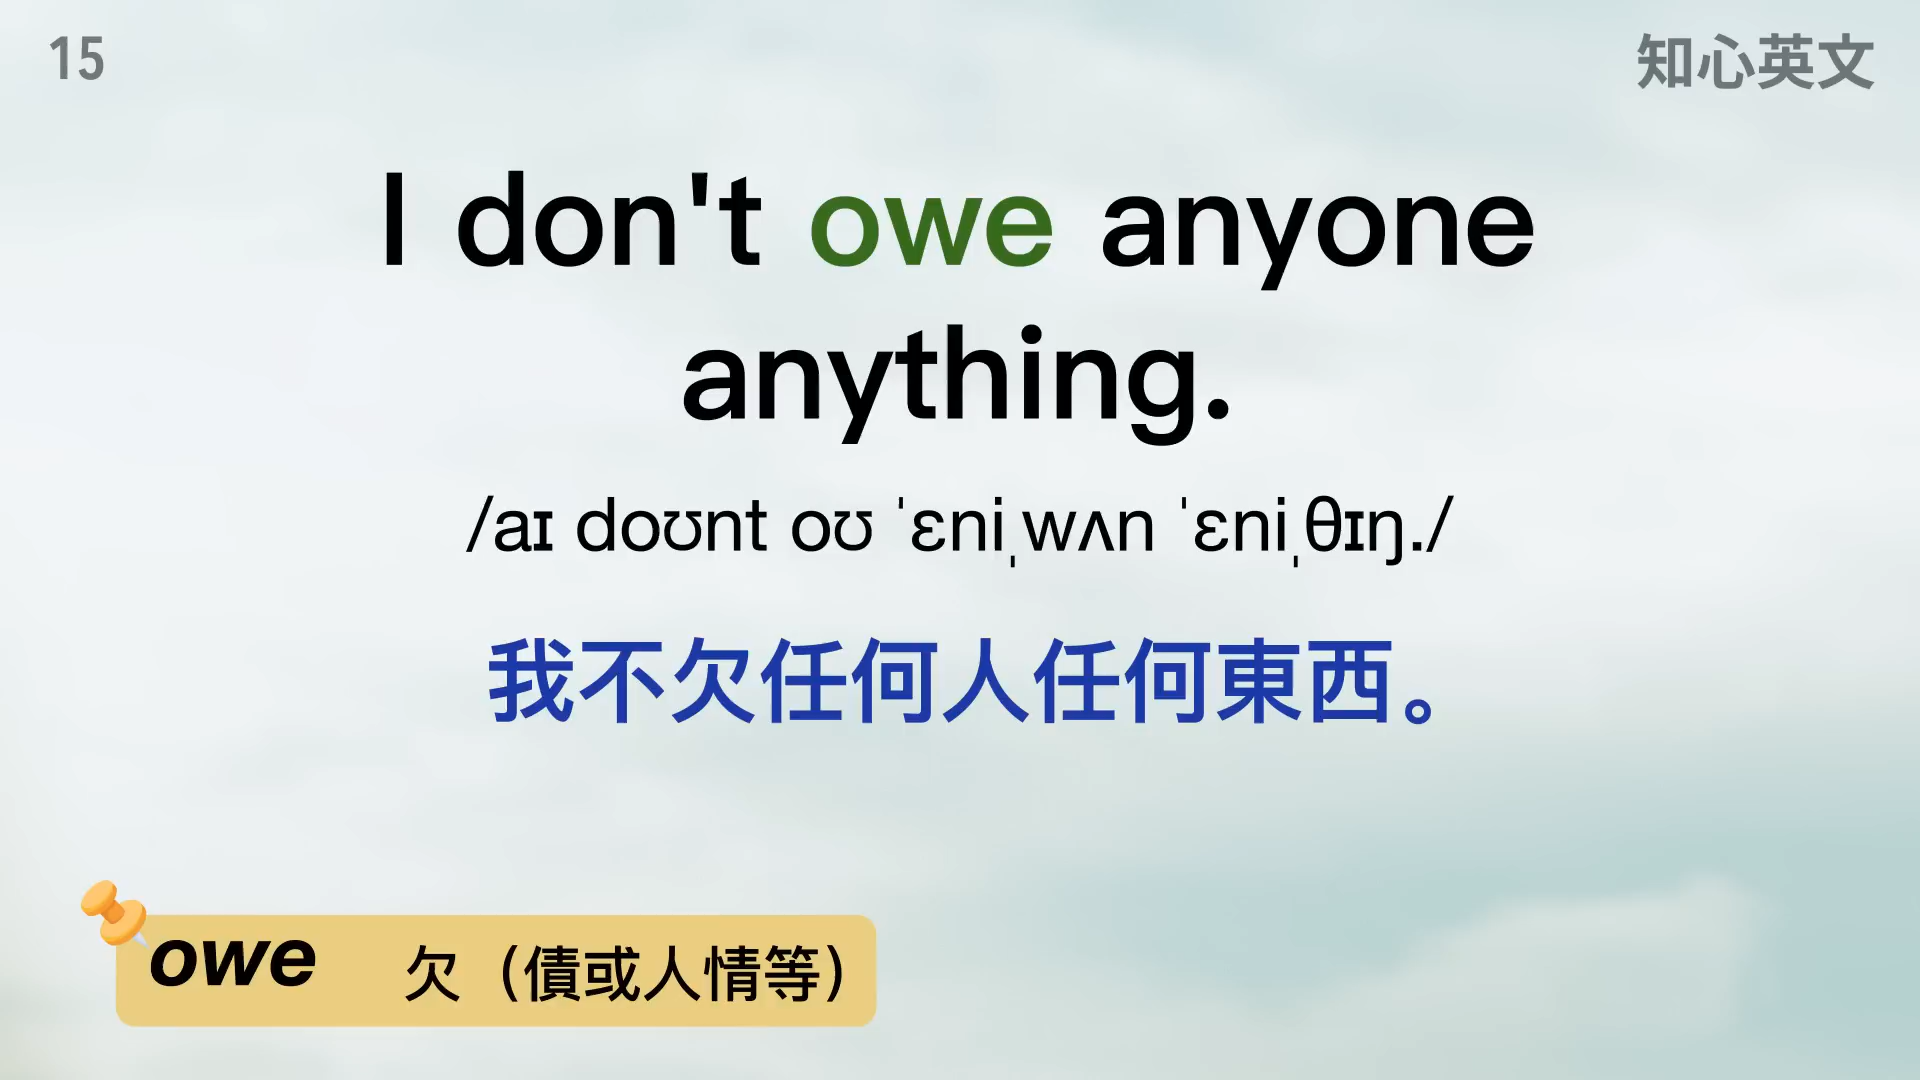 15
知心英文
I don't owe anyone
anything.
/aɪ doʊnt oʊ ˈɛniˌwʌn ˈɛniˌθɪŋ./
我不欠任何人任何東西。
owe 欠（債或人情等）